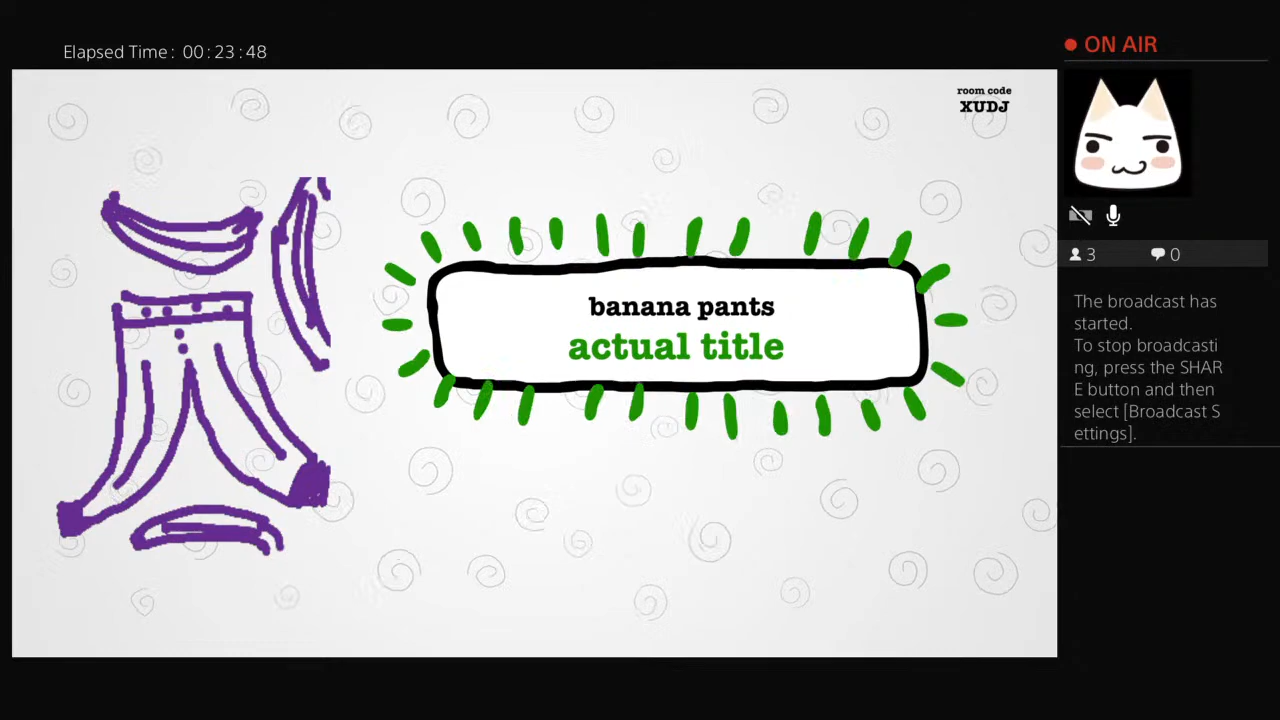 Elapsed Time: 00:23:48
ON AIR
room code
XUDJ
banana pants
actual title
3
0
The broadcast has
started.
To stop broadcasti
ng, press the SHAR
E button and then
select [Broadcast S
ettings].